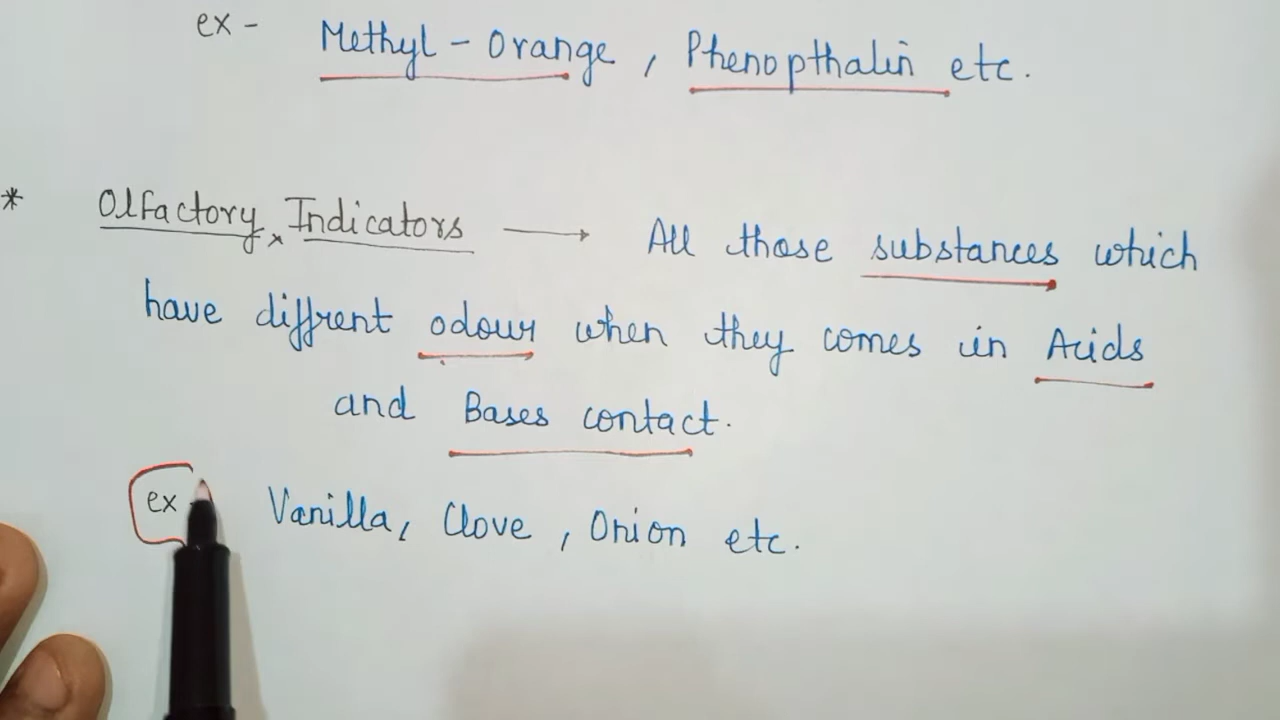 ex - Methyl - Orange, Phenopthalin etc.
* Olfactory Indicators → All those substances which
have diffrent odour when they comes in Acids
and Bases contact.
ex - Vanilla, Clove, Onion etc.